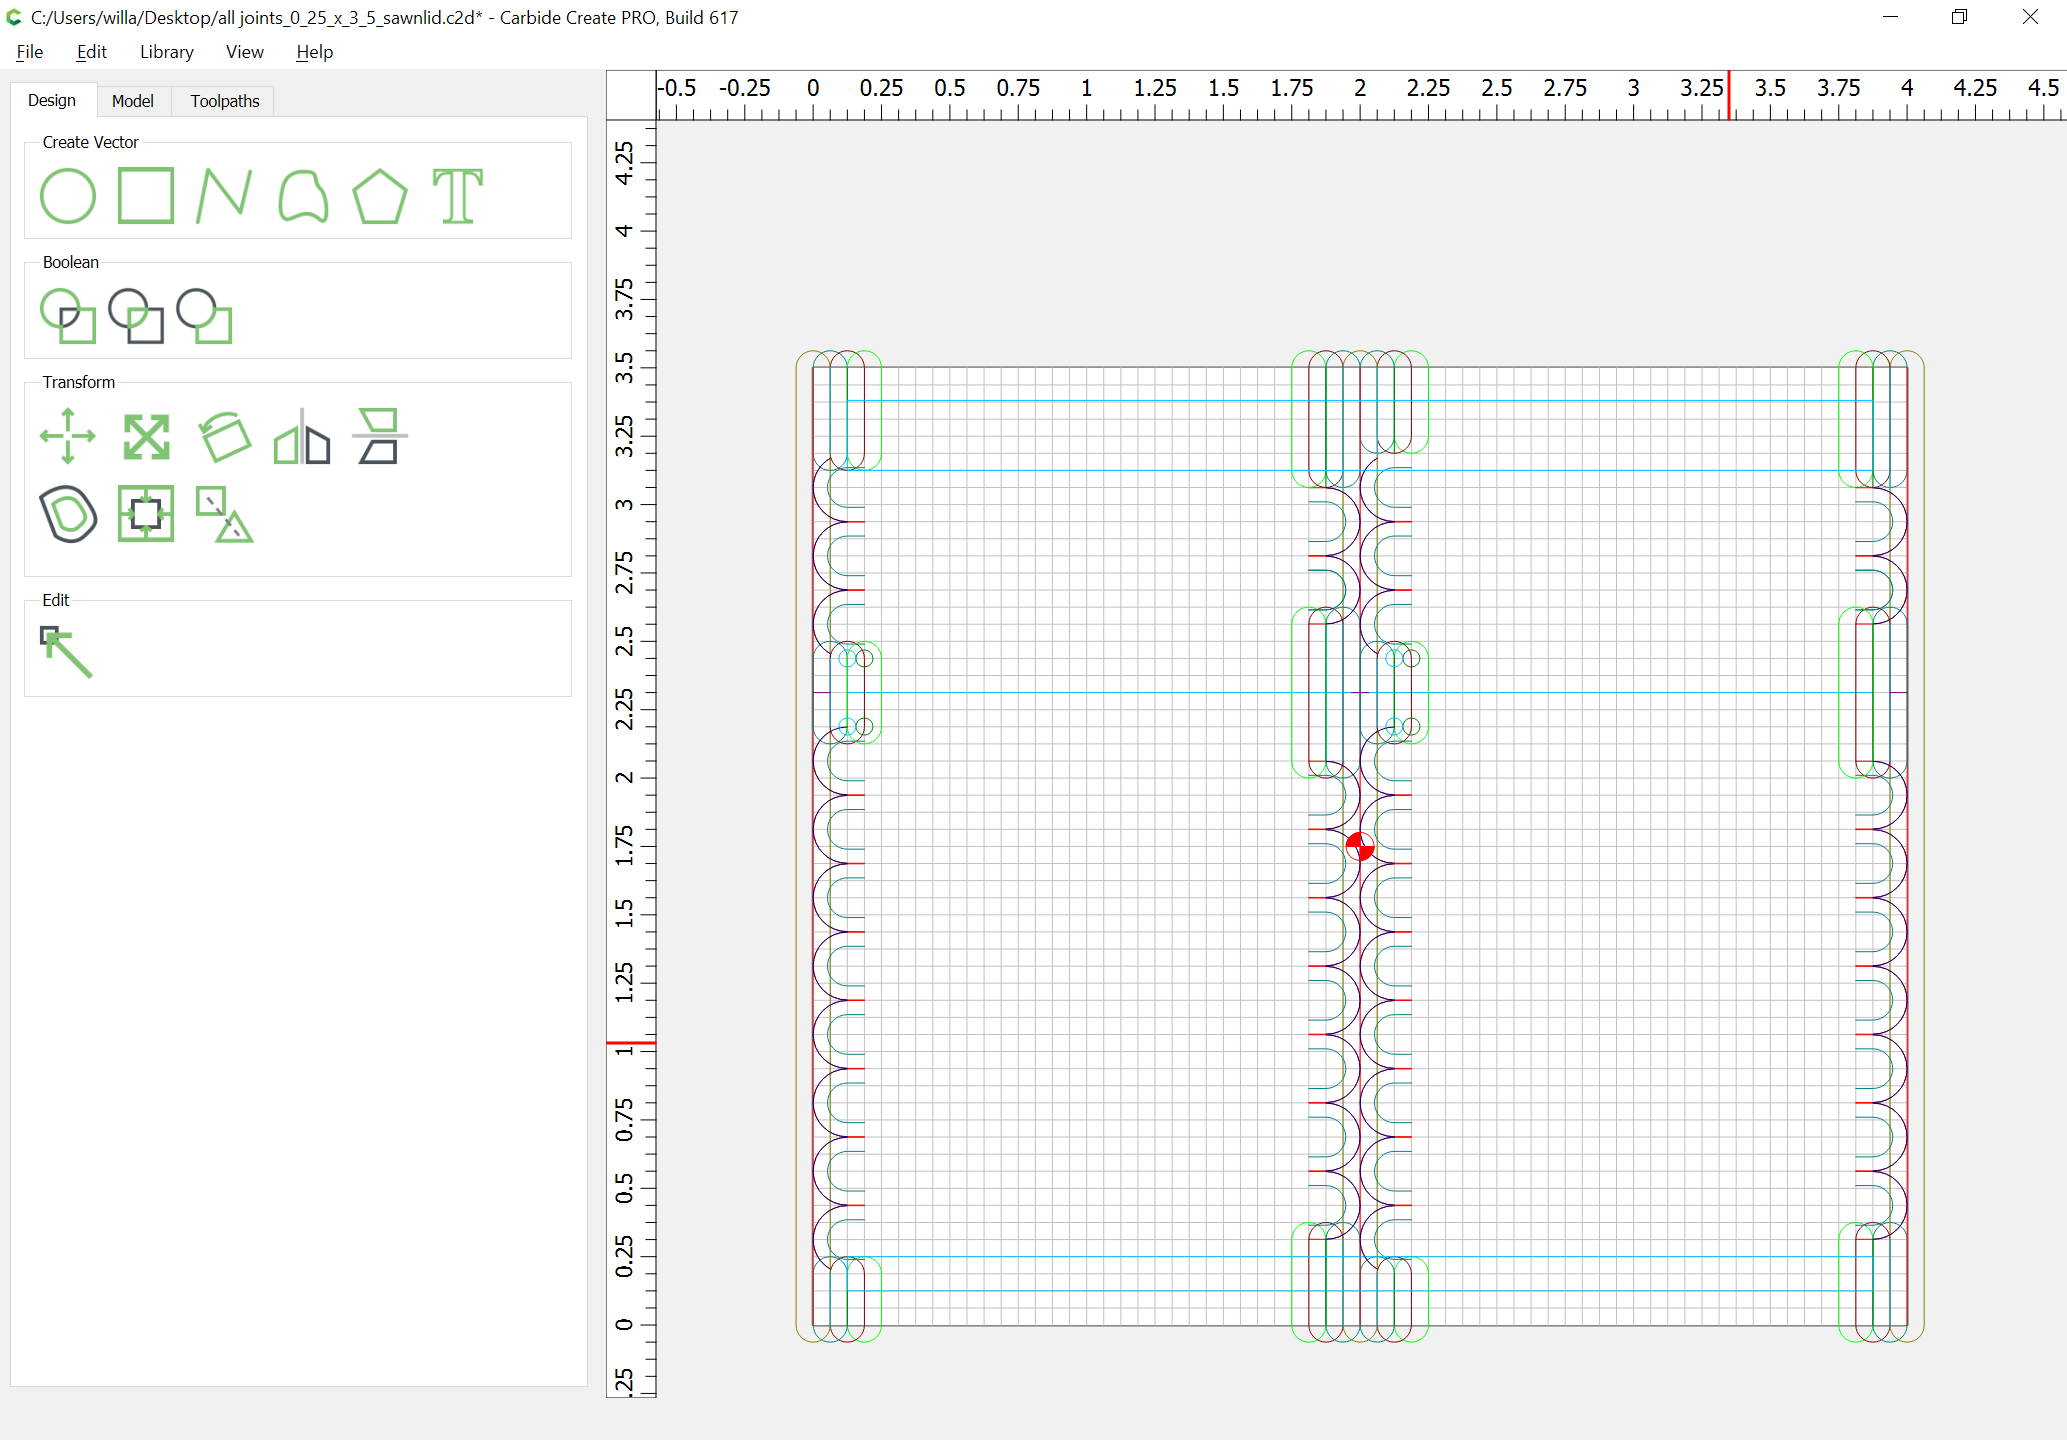 C:/Users/willa/Desktop/all joints_0_25_x_3_5_sawnlid.c2d* - Carbide Create PRO, Build 617
File Edit Library View Help
Design Model Toolpaths
Create Vector
Boolean
Transform
Edit
-0.5 -0.25 0 0.25 0.5 0.75 1 1.25 1.5 1.75 2 2.25 2.5 2.75 3 3.25 3.5 3.75 4 4.25 4.5
4.25
4
3.75
3.5
3.25
3
2.75
2.5
2.25
2
1.75
1.5
1.25
1
0.75
0.5
0.25
0
.25